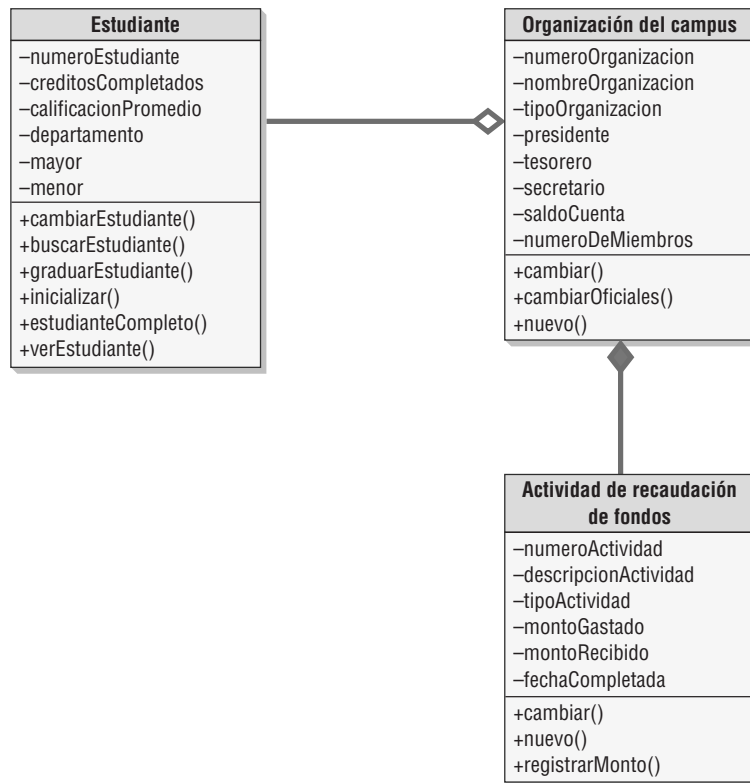 Estudiante
–numeroEstudiante
–creditosCompletados
–calificacionPromedio
–departamento
–mayor
–menor
+cambiarEstudiante()
+buscarEstudiante()
+graduarEstudiante()
+inicializar()
+estudianteCompleto()
+verEstudiante()
Organización del campus
–numeroOrganizacion
–nombreOrganizacion
–tipoOrganizacion
–presidente
–tesorero
–secretario
–saldoCuenta
–numeroDeMiembros
+cambiar()
+cambiarOficiales()
+nuevo()
Actividad de recaudación
de fondos
–numeroActividad
–descripcionActividad
–tipoActividad
–montoGastado
–montoRecibido
–fechaCompletada
+cambiar()
+nuevo()
+registrarMonto()